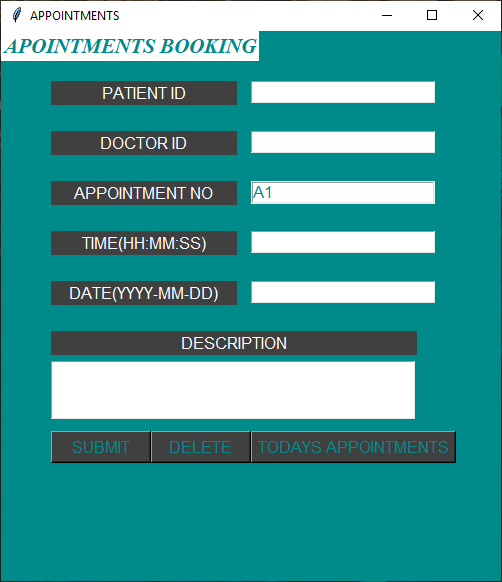 APPOINTMENTS
APOINTMENTS BOOKING
PATIENT ID
DOCTOR ID
APPOINTMENT NO A1
TIME(HH:MM:SS)
DATE(YYYY-MM-DD)
DESCRIPTION
SUBMIT DELETE TODAYS APPOINTMENTS